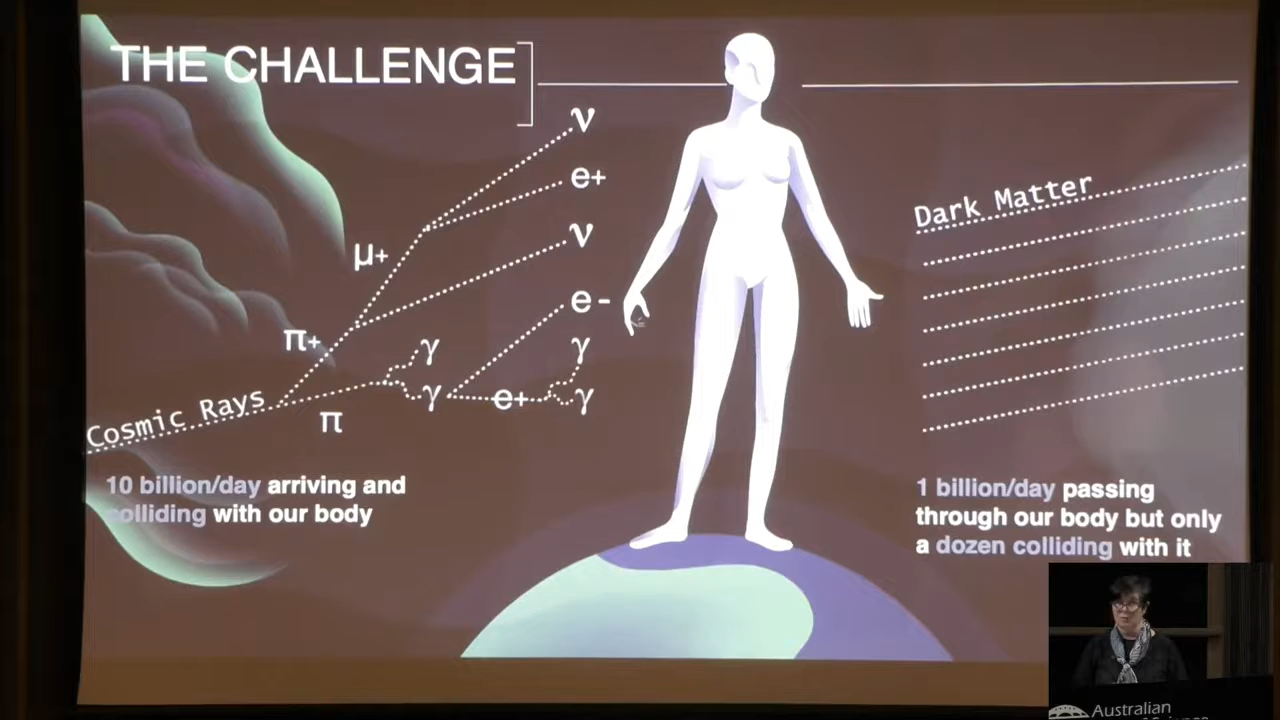 THE CHALLENGE
ν
e+
ν
μ+
e-
π+
γ
γ
γ
e+
γ
π
Cosmic Rays
10 billion/day arriving and
colliding with our body
Dark Matter
1 billion/day passing
through our body but only
a dozen colliding with it
Australian